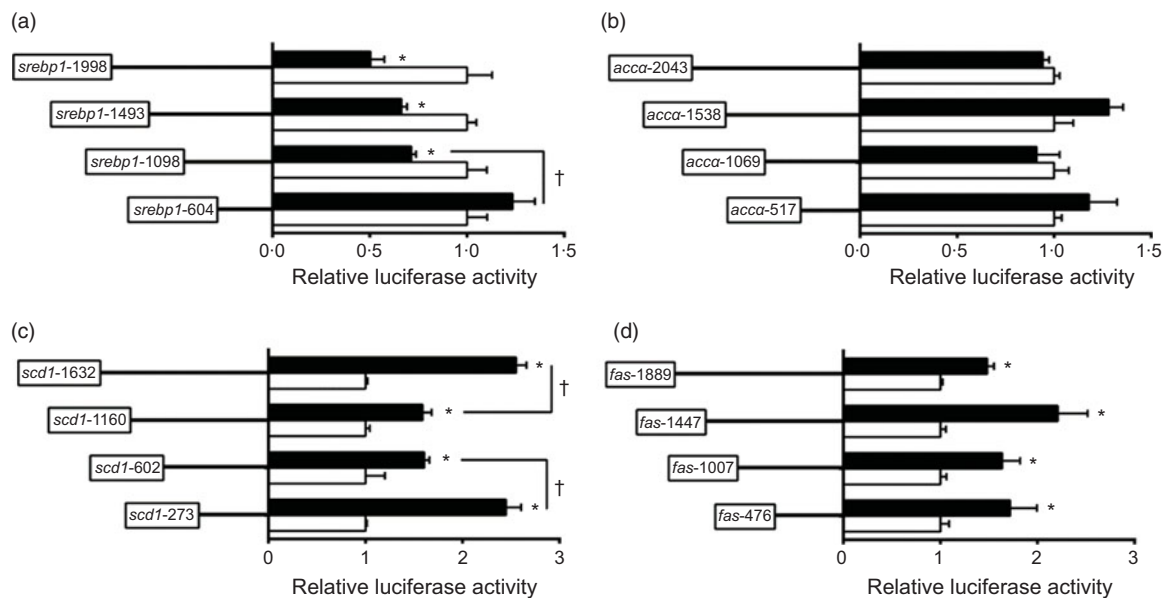 (a)
srebp1-1998
*
srebp1-1493
*
srebp1-1098
*
†
srebp1-604
0·0 0·5 1·0 1·5
Relative luciferase activity
(b)
accα-2043
accα-1538
accα-1069
accα-517
0·0 0·5 1·0 1·5
Relative luciferase activity
(c)
scd1-1632
*
†
scd1-1160
*
scd1-602
*
†
scd1-273
*
0 1 2 3
Relative luciferase activity
(d)
fas-1889
*
fas-1447
*
fas-1007
*
fas-476
*
0 1 2 3
Relative luciferase activity